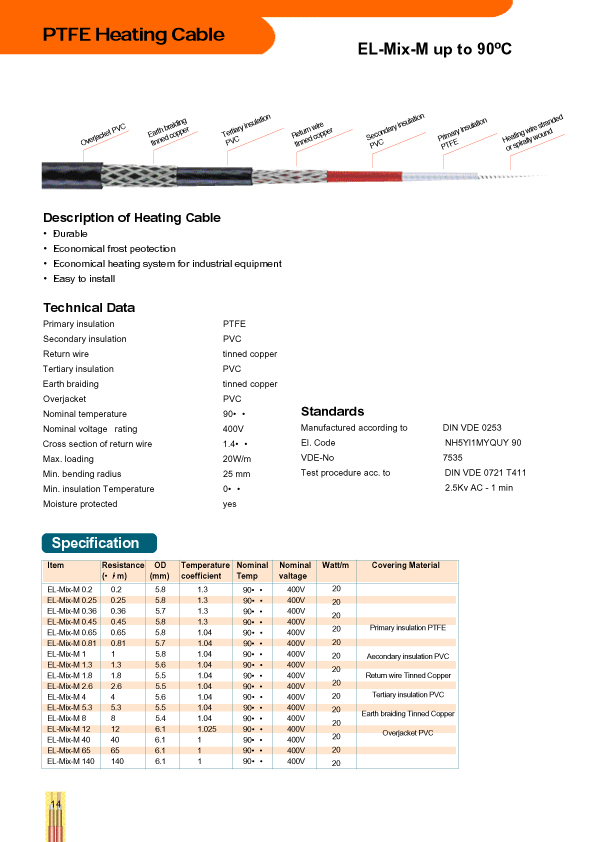 PTFE Heating Cable
EL-Mix-M up to 90ºC
Overjacket PVC
Earth braiding
tinned copper
Tertiary insulation
PVC
Return wire
tinned copper
Secondary insulation
PVC
Primary insulation
PTFE
Heating wire stranded
or spirally wound
Description of Heating Cable
• Ðurable
• Economical frost peotection
• Economical heating system for industrial equipment
• Easy to install
Technical Data
Primary insulation PTFE
Secondary insulation PVC
Return wire tinned copper
Tertiary insulation PVC
Earth braiding tinned copper
Overjacket PVC
Nominal temperature 90• •
Nominal voltage rating 400V
Cross section of return wire 1.4• •
Max. loading 20W/m
Min. bending radius 25 mm
Min. insulation Temperature 0• •
Moisture protected yes
Standards
Manufactured according to DIN VDE 0253
El. Code NH5YI1MYQUY 90
VDE-No 7535
Test procedure acc. to DIN VDE 0721 T411
2.5Kv AC - 1 min
Specification
Item Resistance OD Temperature Nominal Nominal Watt/m Covering Material
(• /m) (mm) coefficient Temp valtage
EL-Mix-M 0.2 0.2 5.8 1.3 90• • 400V 20
EL-Mix-M 0.25 0.25 5.8 1.3 90• • 400V 20
EL-Mix-M 0.36 0.36 5.7 1.3 90• • 400V 20
EL-Mix-M 0.45 0.45 5.8 1.3 90• • 400V 20
EL-Mix-M 0.65 0.65 5.8 1.04 90• • 400V 20 Primary insulation PTFE
EL-Mix-M 0.81 0.81 5.7 1.04 90• • 400V 20
EL-Mix-M 1 1 5.8 1.04 90• • 400V 20 Aecondary insulation PVC
EL-Mix-M 1.3 1.3 5.6 1.04 90• • 400V 20
EL-Mix-M 1.8 1.8 5.5 1.04 90• • 400V 20 Return wire Tinned Copper
EL-Mix-M 2.6 2.6 5.5 1.04 90• • 400V 20
EL-Mix-M 4 4 5.6 1.04 90• • 400V 20 Tertiary insulation PVC
EL-Mix-M 5.3 5.3 5.5 1.04 90• • 400V
EL-Mix-M 8 8 5.4 1.04 90• • 400V 20 Earth braiding Tinned Copper
EL-Mix-M 12 12 6.1 1.025 90• • 400V 20 Overjacket PVC
EL-Mix-M 40 40 6.1 1 90• • 400V
EL-Mix-M 65 65 6.1 1 90• • 400V 20
EL-Mix-M 140 140 6.1 1 90• • 400V 20
14